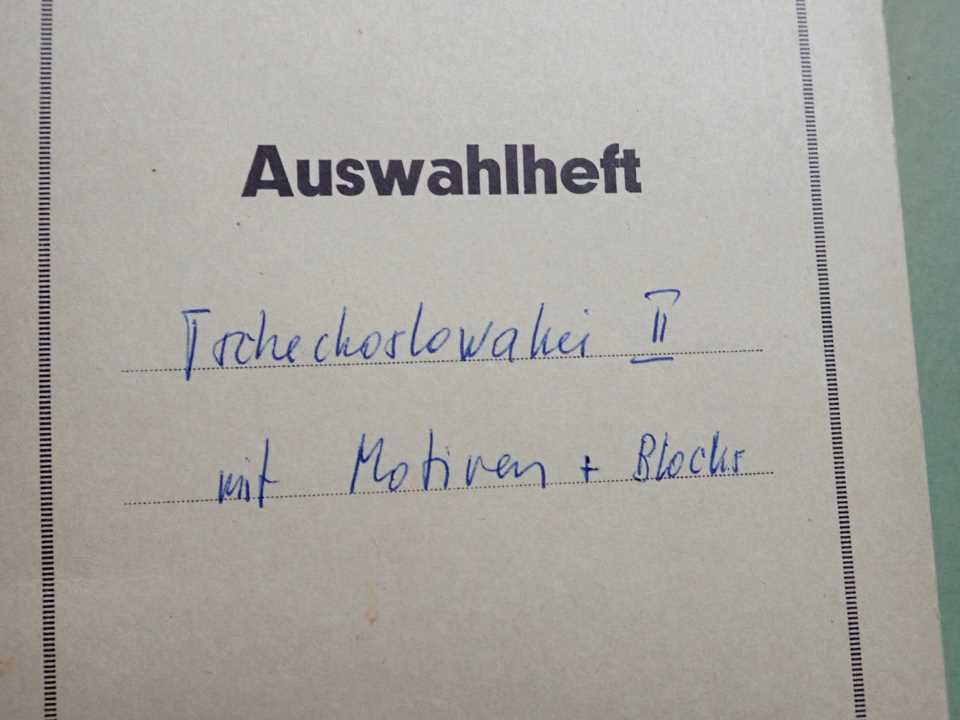 Auswahlheft
Tschechoslowakei II
mit Motiven + Blocks